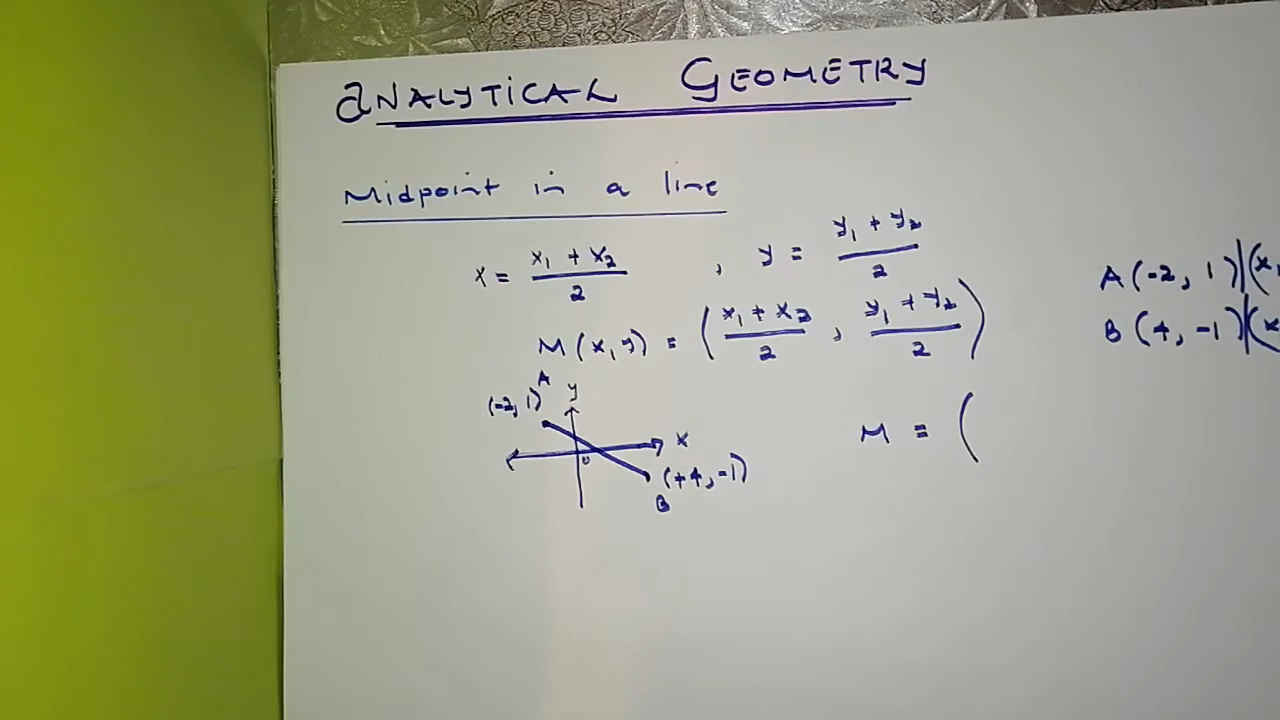 ANALYTICAL GEOMETRY
Midpoint in a line
x = x₁ + x₂ / 2 , y = y₁ + y₂ / 2
M(x, y) = (x₁ + x₂ / 2 , y₁ + y₂ / 2)
A(-2, 1)|(x₁
B(4, -1)|(x
A
(-2, 1)
y
x
0
(+4, -1)
B
M = (